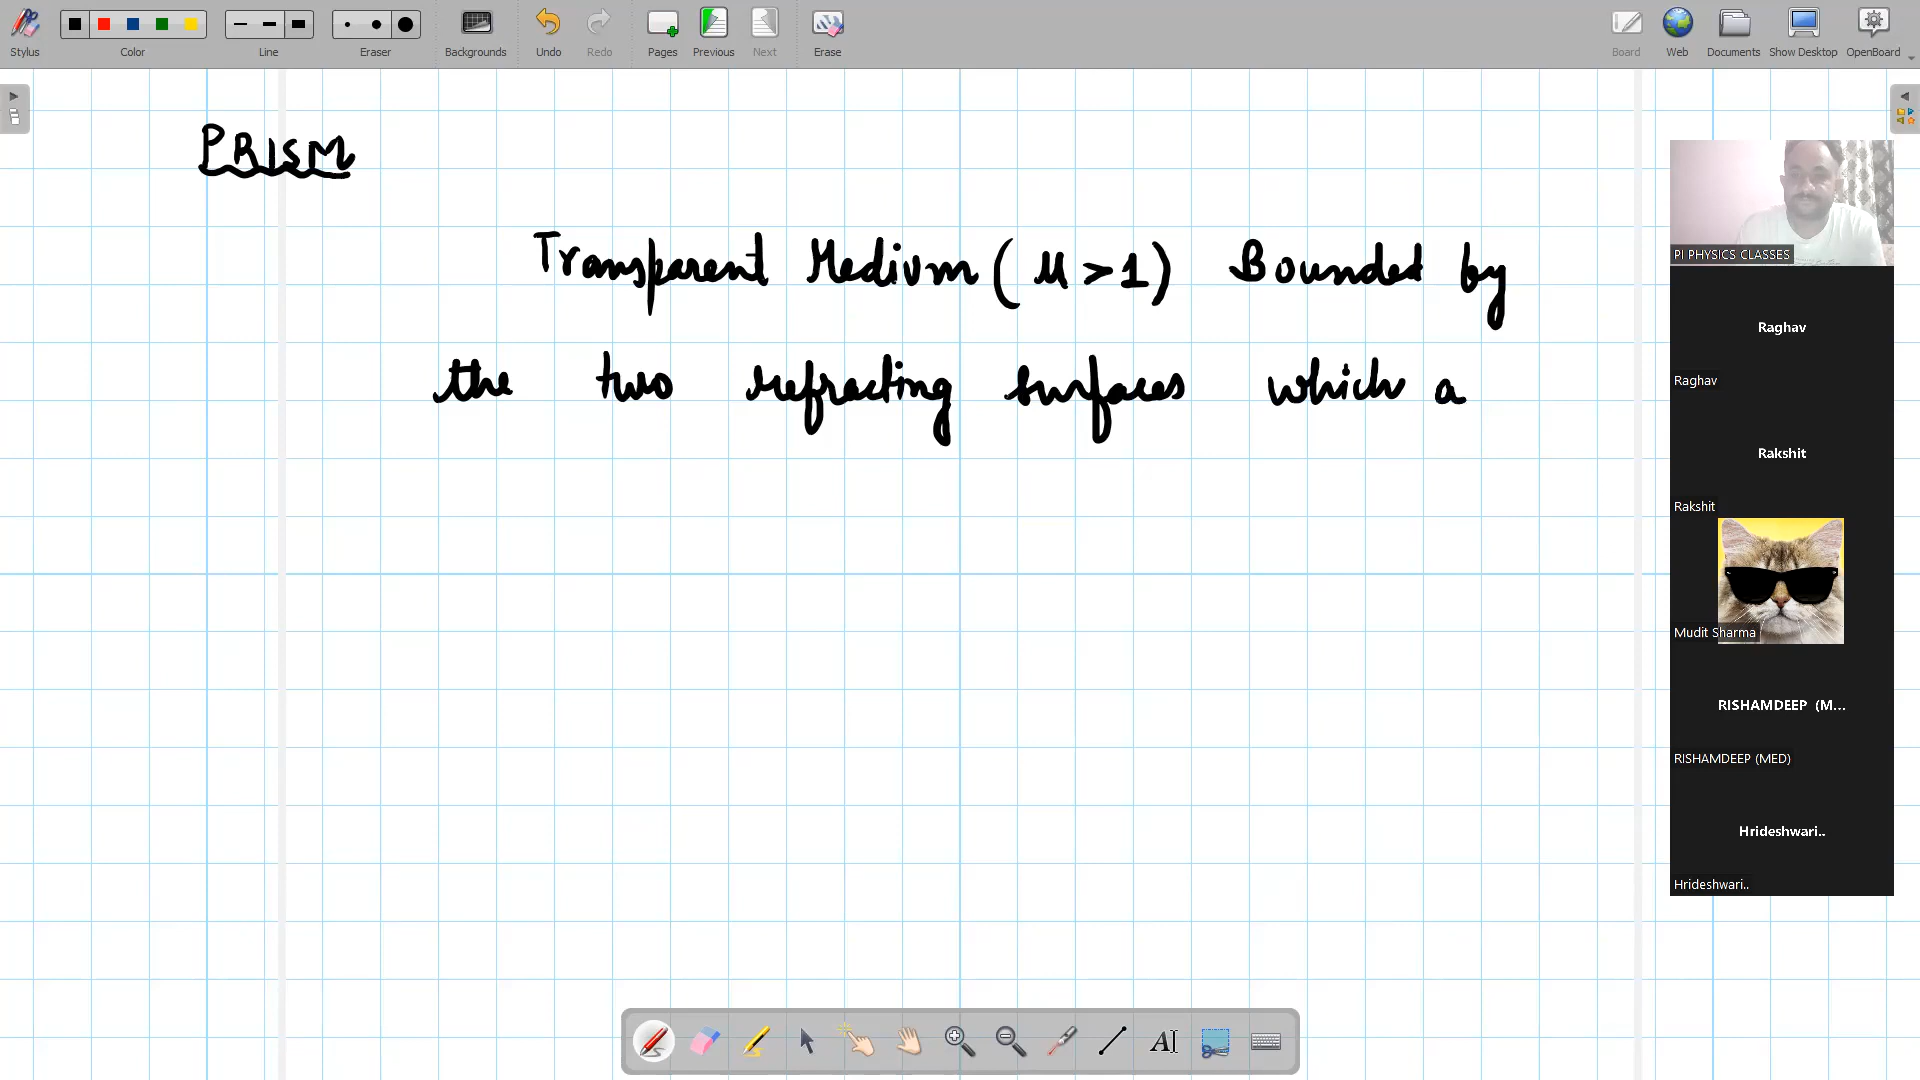 Stylus
Color
Line
Eraser
Backgrounds
Undo
Redo
Pages
Previous
Next
Erase
Board
Web
Documents
Show Desktop
OpenBoard
PRISM
Transparent Medium ( μ > 1 ) Bounded by
the two refracting surfaces which a
PI PHYSICS CLASSES
Raghav
Raghav
Rakshit
Rakshit
Mudit Sharma
RISHAMDEEP (M...
RISHAMDEEP (MED)
Hrideshwari..
Hrideshwari..